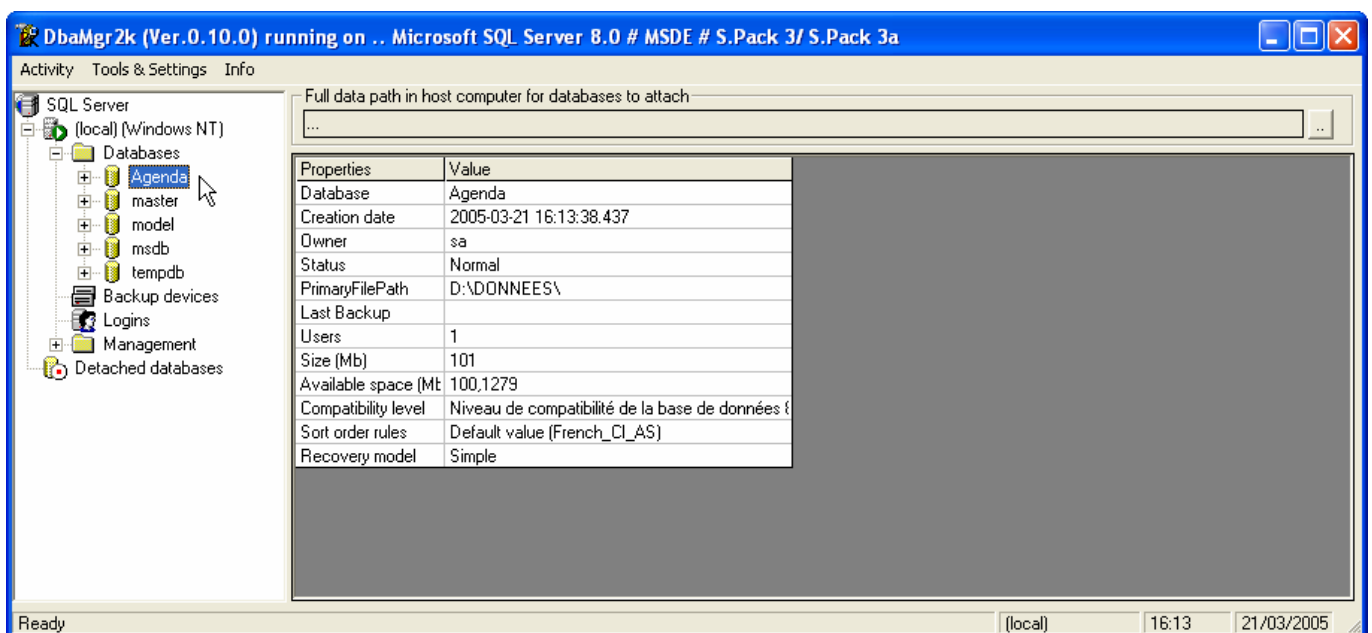 DbaMgr2k (Ver.0.10.0) running on .. Microsoft SQL Server 8.0 # MSDE # S.Pack 3/ S.Pack 3a
Activity Tools & Settings Info
SQL Server
(local) (Windows NT)
Databases
Agenda
master
model
msdb
tempdb
Backup devices
Logins
Management
Detached databases
Full data path in host computer for databases to attach
...
..
Properties Value
Database Agenda
Creation date 2005-03-21 16:13:38.437
Owner sa
Status Normal
PrimaryFilePath D:\DONNEES\
Last Backup
Users 1
Size (Mb) 101
Available space (Mb 100,1279
Compatibility level Niveau de compatibilité de la base de données
Sort order rules Default value (French_CI_AS)
Recovery model Simple
Ready (local) 16:13 21/03/2005